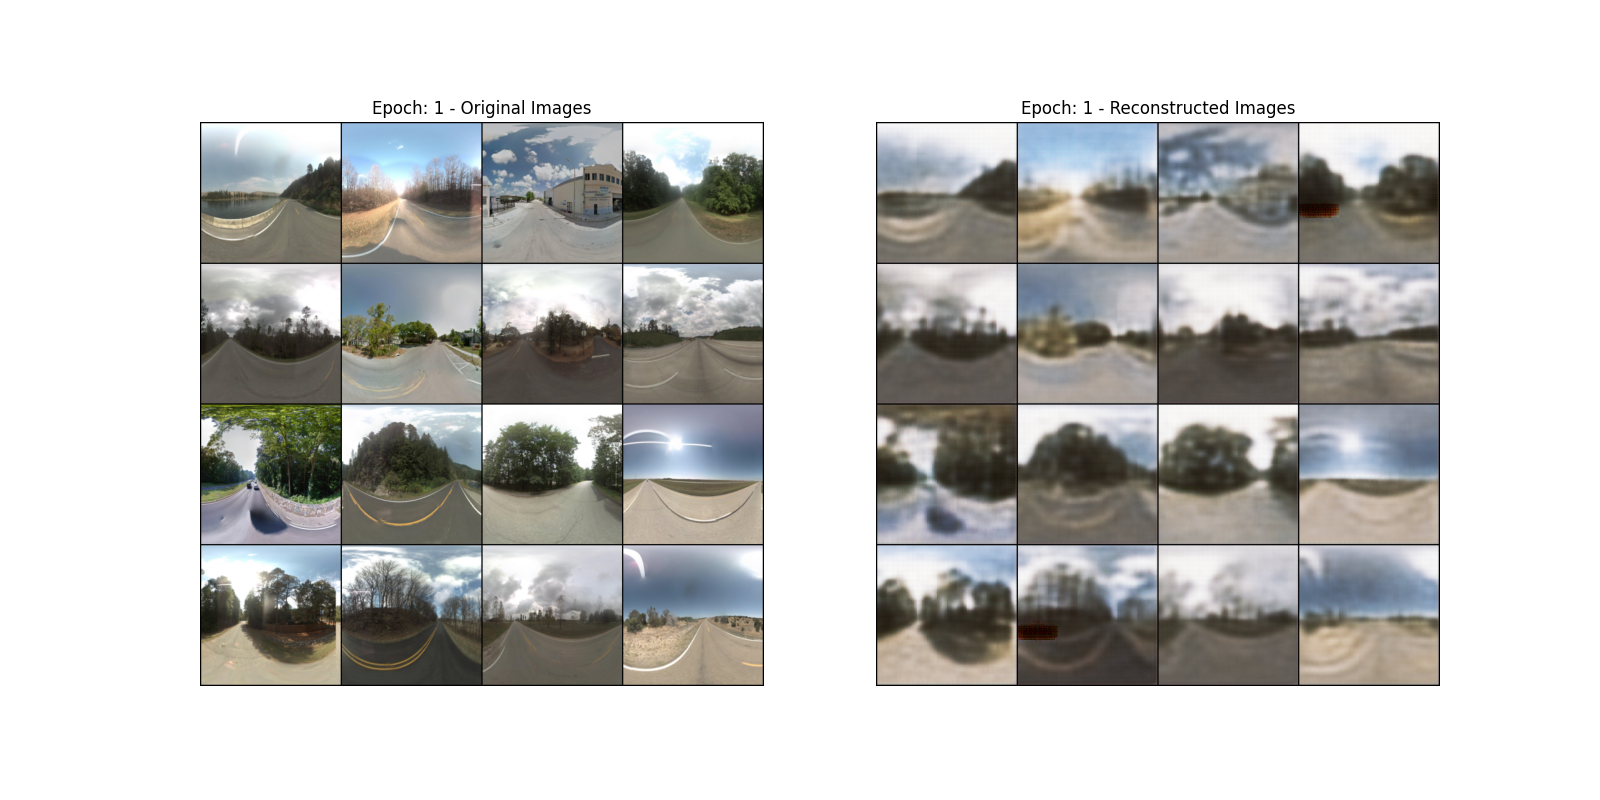 Epoch: 1 - Original Images
Epoch: 1 - Reconstructed Images